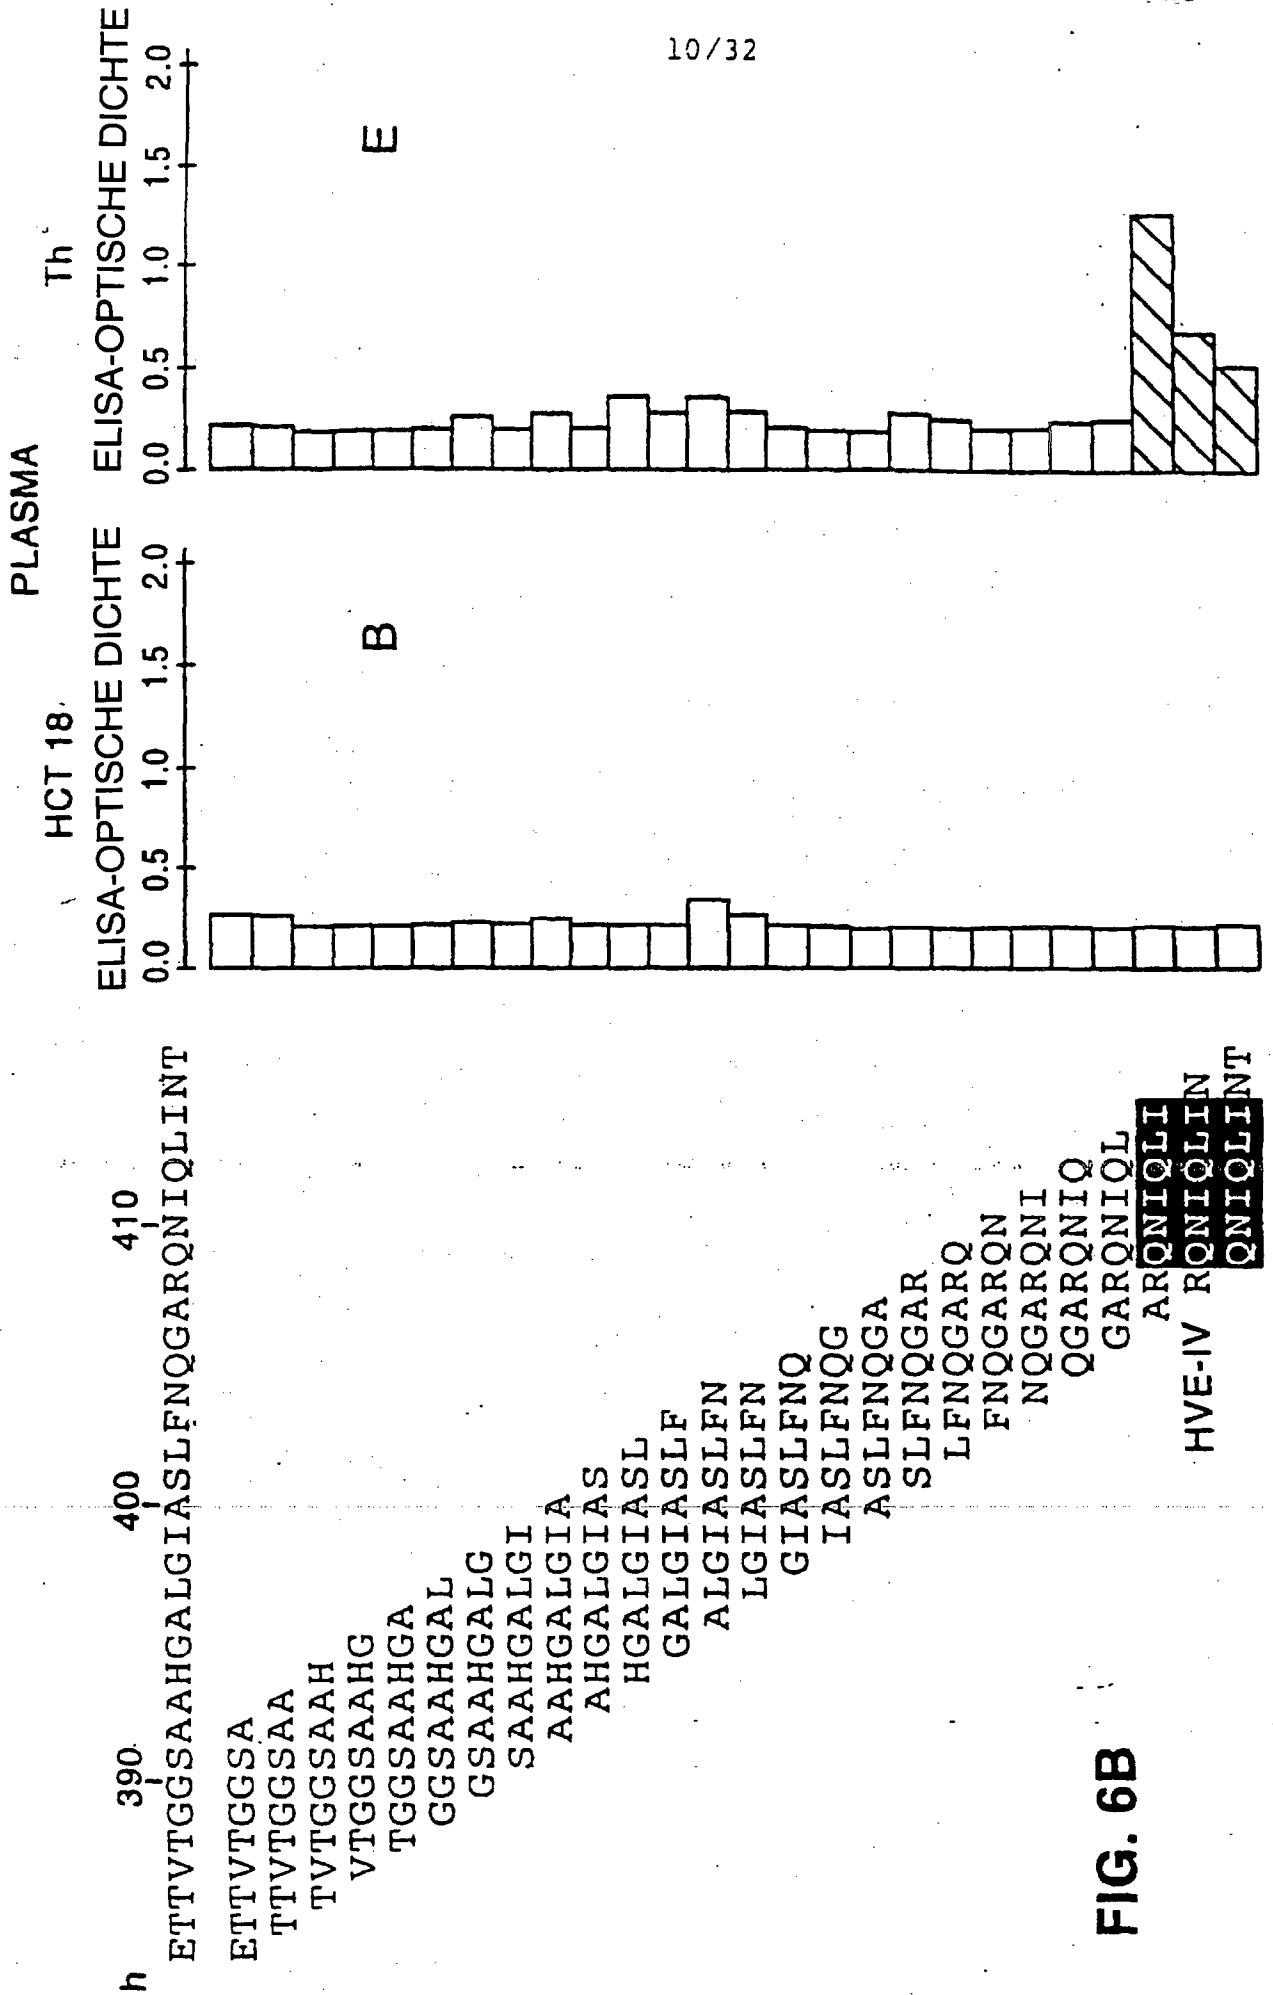 10/32
PLASMA
HCT 18
Th
ELISA-OPTISCHE DICHTE
ELISA-OPTISCHE DICHTE
h
390
400
410
0.0 0.5 1.0 1.5 2.0
0.0 0.5 1.0 1.5 2.0
ETTVTGGSAAHGALGIASLFNQGARQNIQLINT
B
E
ETTVTGGSA
TTVTGGSAA
TVTGGSAAH
VTGGSAAHG
TGGSAAHGA
GGSAAHGAL
GSAAHGALG
SAAHGALGI
AAHGALGIA
AHGALGIAS
HGALGIASL
GALGIASLF
ALGIASLFN
LGIASLFN
GIASLFNQ
IASLFNQG
ASLFNQGA
SLFNQGAR
LFNQGARQ
FNQGARQN
NQGARQNI
QGARQNIQ
GARQNIQL
ARQNIQLI
HVE-IV RQNIQLIN
QNIQLINT
FIG. 6B